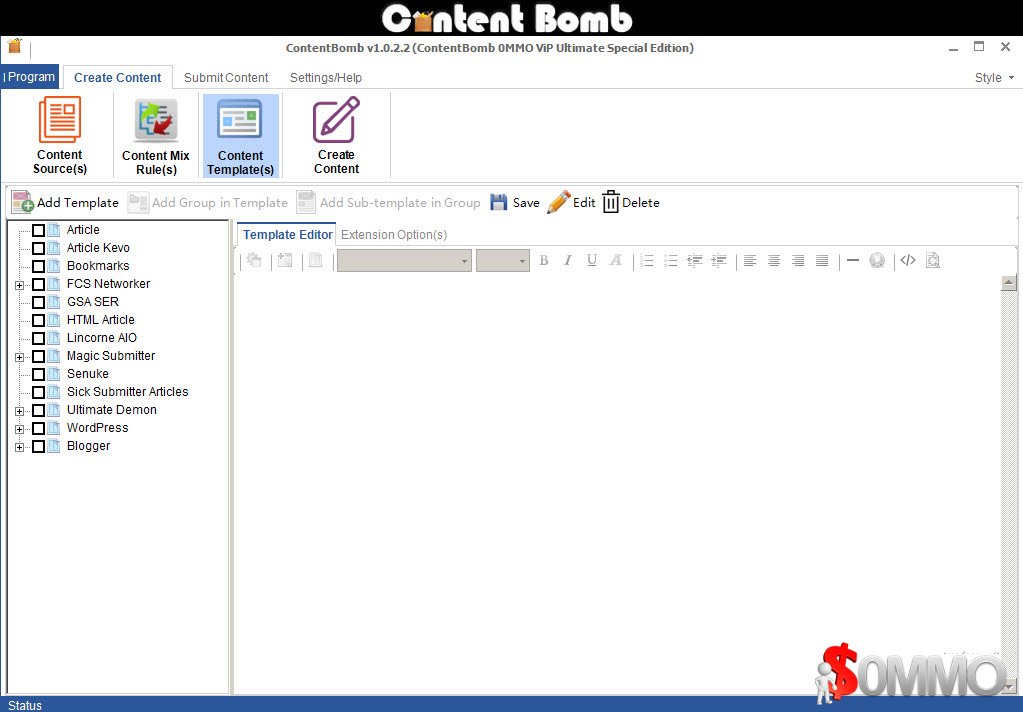 Content Bomb
ContentBomb v1.0.2.2 (ContentBomb 0MMO ViP Ultimate Special Edition)
Program Create Content Submit Content Settings/Help Style
Content Source(s)
Content Mix Rule(s)
Content Template(s)
Create Content
Add Template Add Group in Template Add Sub-template in Group Save Edit Delete
Article
Article Kevo
Bookmarks
FCS Networker
GSA SER
HTML Article
Lincorne AIO
Magic Submitter
Senuke
Sick Submitter Articles
Ultimate Demon
WordPress
Blogger
Template Editor Extension Option(s)
B I U A
$0MMO
Status